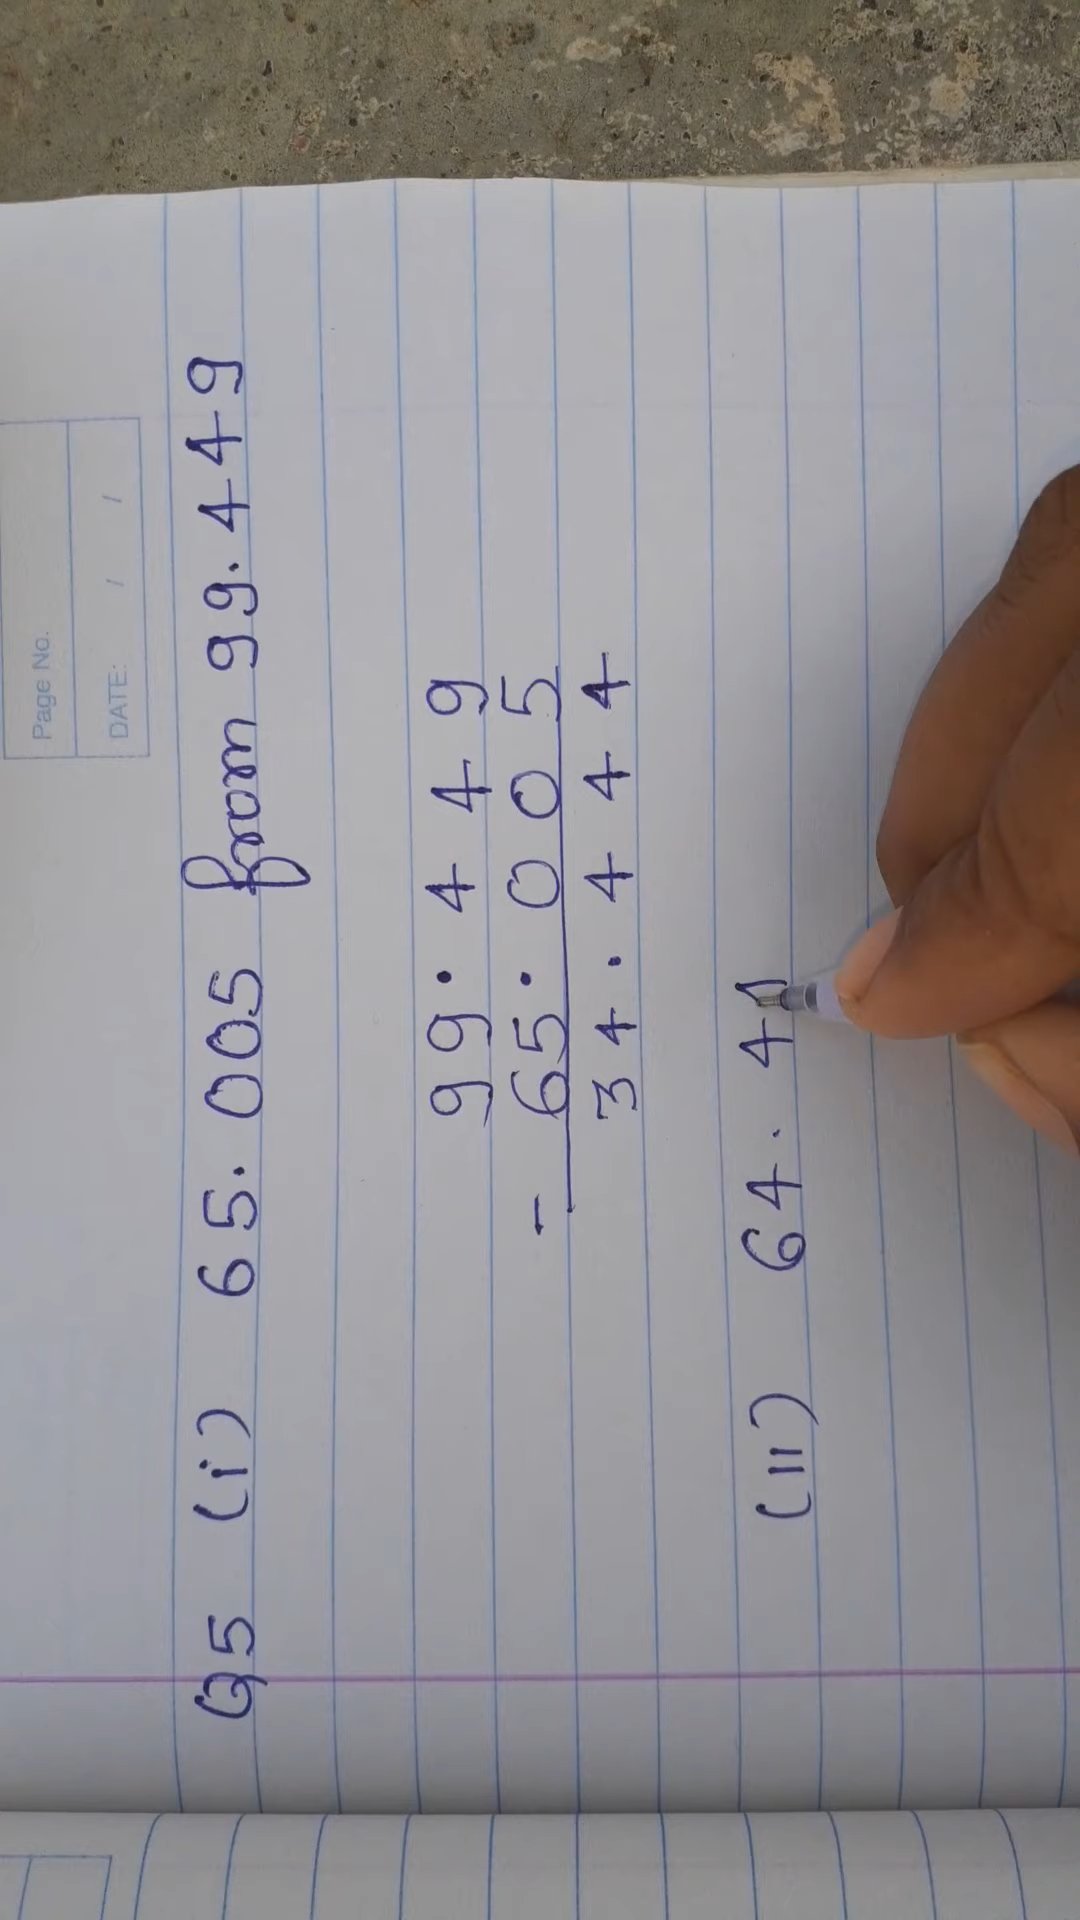 Page No.
DATE: / /
Q5 (i) 65.005 from 99.449
99.449
- 65.005
34.444
(ii) 64.4